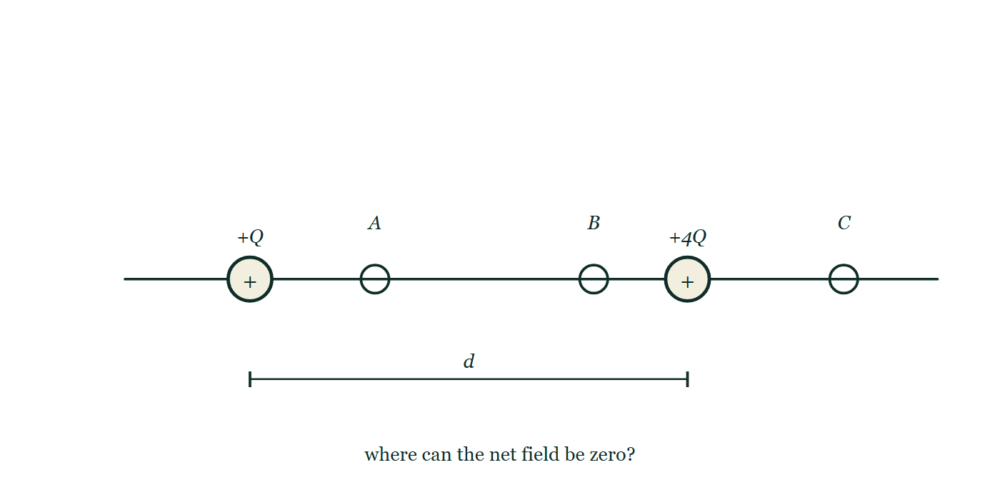 A
B
C
+Q
+4Q
+
+
d
where can the net field be zero?